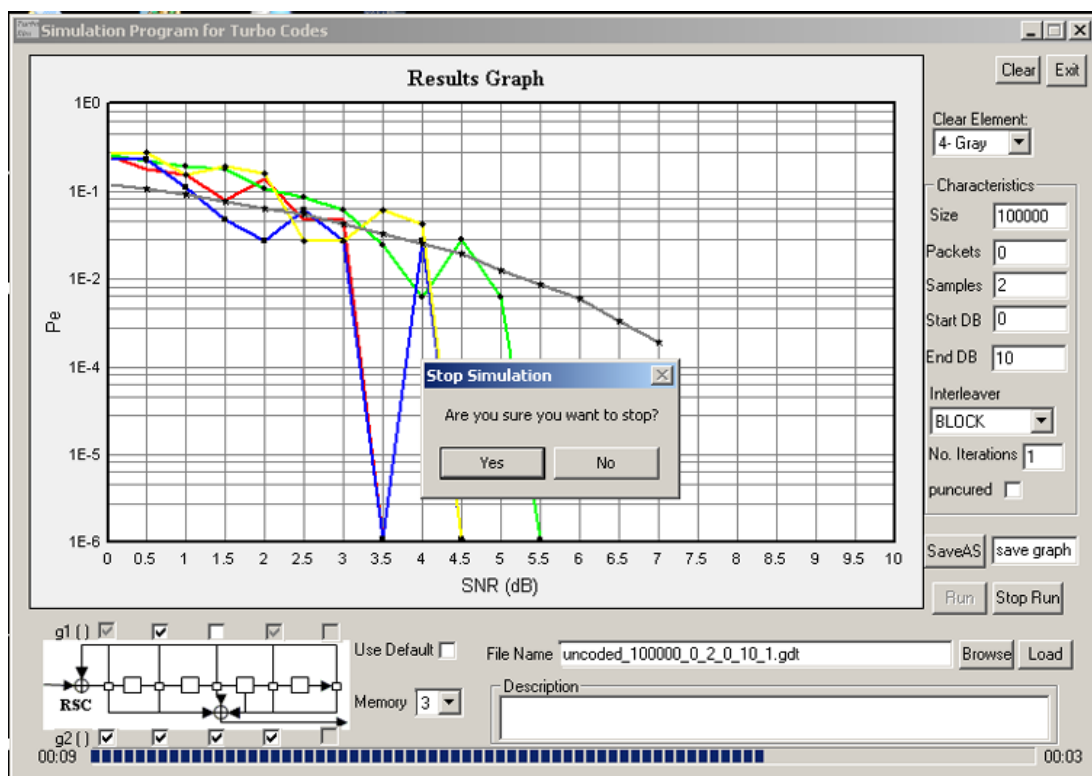 Simulation Program for Turbo Codes
Results Graph
Clear
Exit
Clear Element:
4- Gray
1E0
1E-1
1E-2
1E-4
1E-5
1E-6
Pe
0 0.5 1 1.5 2 2.5 3 3.5 4 4.5 5 5.5 6 6.5 7 7.5 8 8.5 9 9.5 10
SNR (dB)
Stop Simulation
Are you sure you want to stop?
Yes
No
Characteristics
Size 100000
Packets 0
Samples 2
Start DB 0
End DB 10
Interleaver
BLOCK
No. Iterations 1
puncured
SaveAS save graph
Run
Stop Run
g1 ()
RSC
g2 ()
Use Default
Memory 3
File Name uncoded_100000_0_2_0_10_1.gdt
Browse
Load
Description
00:09
00:03